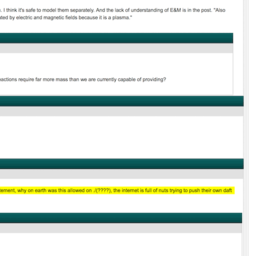 . I think it's safe to model them separately. And the lack of understanding of E&M is in the post. "Also
ted by electric and magnetic fields because it is a plasma."
actions require far more mass than we are currently capable of providing?
ement, why on earth was this allowed on ./(????), the internet is full of nuts trying to push their own daft